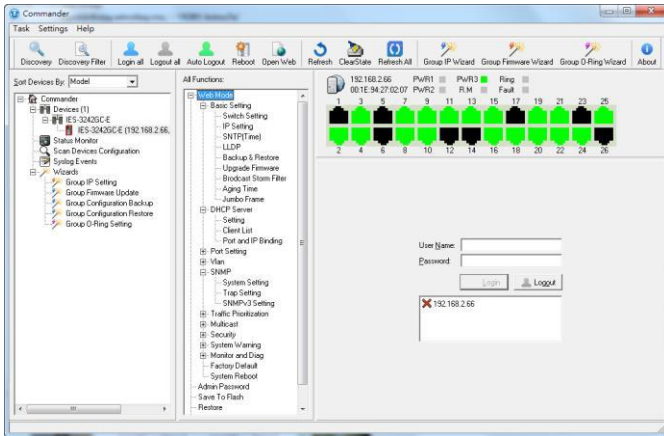 Commander
Task Settings Help
Discovery Discovery Filter Login all Logout all Auto Logout Reboot Open Web Refresh ClearState Refresh All Group IP Wizard Group Firmware Wizard Group O-Ring Wizard About
Sort Devices By: Model
Commander
Devices (1)
IES-3242GC-E
IES-3242GC-E (192.168.2.66,
Status Monitor
Scan Devices Configuration
Syslog Events
Wizards
Group IP Setting
Group Firmware Update
Group Configuration Backup
Group Configuration Restore
Group O-Ring Setting
All Functions:
Web Mode
Basic Setting
Switch Setting
IP Setting
SNTP[Time]
LLDP
Backup & Restore
Upgrade Firmware
Brodcast Storm Filter
Aging Time
Jumbo Frame
DHCP Server
Setting
Client List
Port and IP Binding
Port Setting
Vlan
SNMP
System Setting
Trap Setting
SNMPv3 Setting
Traffic Prioritization
Multicast
Security
System Warning
Monitor and Diag
Factory Default
System Reboot
Admin Password
Save To Flash
Restore
192.168.2.66 PWR1 PWR3 Ring
00:1E:94:27:02:07 PWR2 R.M Fault
1 3 5 7 9 11 13 15 17 19 21 23 25
2 4 6 8 10 12 14 16 18 20 22 24 26
User Name:
Password:
Login Logout
192.168.2.66